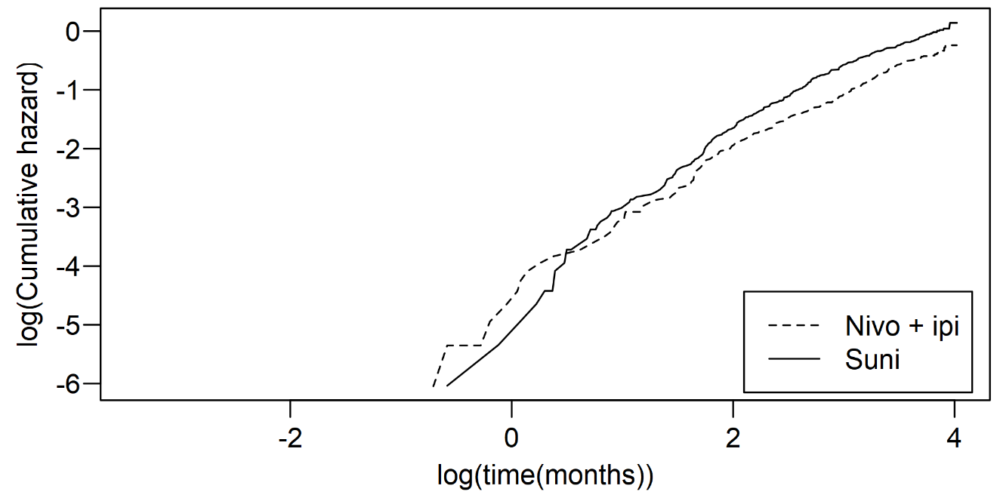 log(Cumulative hazard)
0
-1
-2
-3
-4
-5
-6
Nivo + ipi
Suni
-2 0 2 4
log(time(months))